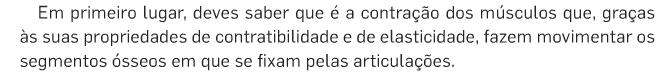 Em primeiro lugar, deves saber que é a contração dos músculos que, graças
às suas propriedades de contratibilidade e de elasticidade, fazem movimentar os
segmentos ósseos em que se fixam pelas articulações.